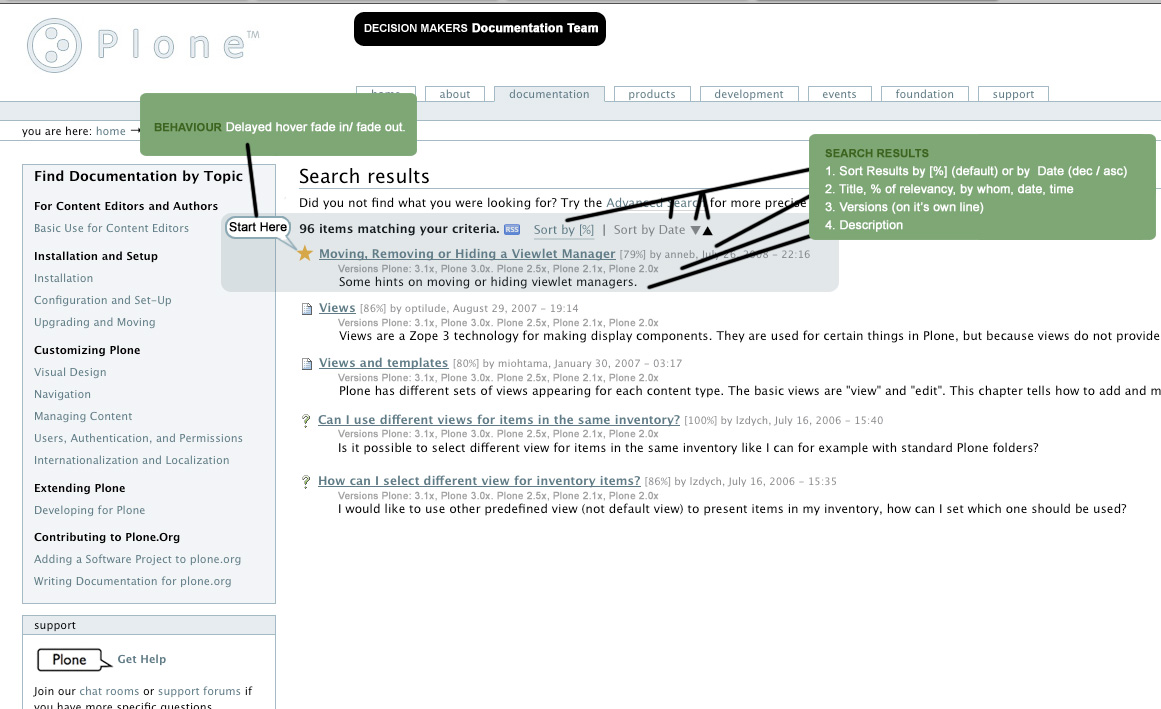 DECISION MAKERS Documentation Team
Plone™
home about documentation products development events foundation support
you are here: home →
BEHAVIOUR Delayed hover fade in/ fade out.
SEARCH RESULTS
1. Sort Results by [%] (default) or by Date (dec / asc)
2. Title, % of relevancy, by whom, date, time
3. Versions (on it's own line)
4. Description
Find Documentation by Topic
For Content Editors and Authors
Basic Use for Content Editors
Installation and Setup
Installation
Configuration and Set-Up
Upgrading and Moving
Customizing Plone
Visual Design
Navigation
Managing Content
Users, Authentication, and Permissions
Internationalization and Localization
Extending Plone
Developing for Plone
Contributing to Plone.Org
Adding a Software Project to plone.org
Writing Documentation for plone.org
support
Plone Get Help
Join our chat rooms or support forums if
you have more specific questions
Search results
Did you not find what you were looking for? Try the Advanced Search for more precise
Start Here
96 items matching your criteria. RSS Sort by [%] | Sort by Date ▼▲
Moving, Removing or Hiding a Viewlet Manager [79%] by anneb, July 26, 2008 – 22:16
Versions Plone: 3.1x, Plone 3.0x. Plone 2.5x, Plone 2.1x, Plone 2.0x
Some hints on moving or hiding viewlet managers.
Views [86%] by optilude, August 29, 2007 – 19:14
Versions Plone: 3.1x, Plone 3.0x. Plone 2.5x, Plone 2.1x, Plone 2.0x
Views are a Zope 3 technology for making display components. They are used for certain things in Plone, but because views do not provide
Views and templates [80%] by miohtama, January 30, 2007 – 03:17
Versions Plone: 3.1x, Plone 3.0x. Plone 2.5x, Plone 2.1x, Plone 2.0x
Plone has different sets of views appearing for each content type. The basic views are "view" and "edit". This chapter tells how to add and m
Can I use different views for items in the same inventory? [100%] by lzdych, July 16, 2006 – 15:40
Versions Plone: 3.1x, Plone 3.0x. Plone 2.5x, Plone 2.1x, Plone 2.0x
Is it possible to select different view for items in the same inventory like I can for example with standard Plone folders?
How can I select different view for inventory items? [86%] by lzdych, July 16, 2006 – 15:35
Versions Plone: 3.1x, Plone 3.0x. Plone 2.5x, Plone 2.1x, Plone 2.0x
I would like to use other predefined view (not default view) to present items in my inventory, how can I set which one should be used?